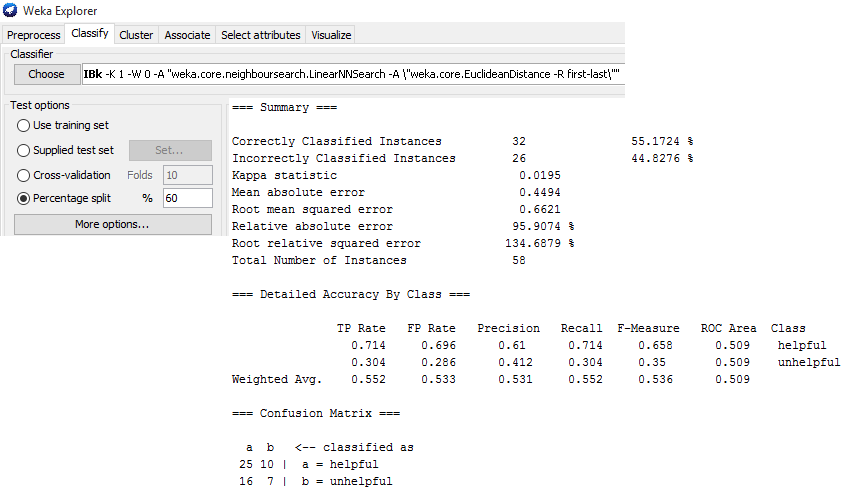 Weka Explorer
Preprocess Classify Cluster Associate Select attributes Visualize
Classifier
Choose IBk -K 1 -W 0 -A "weka.core.neighboursearch.LinearNNSearch -A \"weka.core.EuclideanDistance -R first-last\""
Test options
Use training set
Supplied test set Set...
Cross-validation Folds 10
Percentage split % 60
More options...
=== Summary ===
Correctly Classified Instances 32 55.1724 %
Incorrectly Classified Instances 26 44.8276 %
Kappa statistic 0.0195
Mean absolute error 0.4494
Root mean squared error 0.6621
Relative absolute error 95.9074 %
Root relative squared error 134.6879 %
Total Number of Instances 58
=== Detailed Accuracy By Class ===
TP Rate FP Rate Precision Recall F-Measure ROC Area Class
0.714 0.696 0.61 0.714 0.658 0.509 helpful
0.304 0.286 0.412 0.304 0.35 0.509 unhelpful
Weighted Avg. 0.552 0.533 0.531 0.552 0.536 0.509
=== Confusion Matrix ===
a b <-- classified as
25 10 | a = helpful
16 7 | b = unhelpful